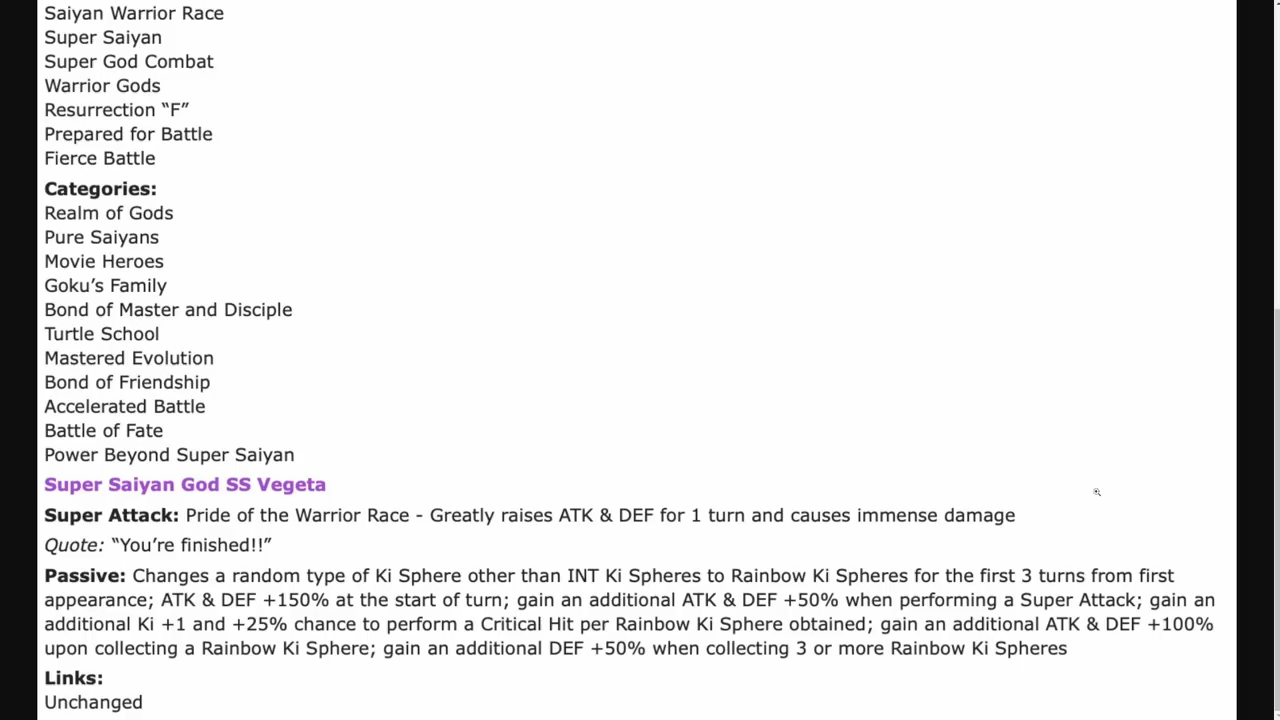 Saiyan Warrior Race
Super Saiyan
Super God Combat
Warrior Gods
Resurrection “F”
Prepared for Battle
Fierce Battle
Categories:
Realm of Gods
Pure Saiyans
Movie Heroes
Goku’s Family
Bond of Master and Disciple
Turtle School
Mastered Evolution
Bond of Friendship
Accelerated Battle
Battle of Fate
Power Beyond Super Saiyan
Super Saiyan God SS Vegeta
Super Attack: Pride of the Warrior Race - Greatly raises ATK & DEF for 1 turn and causes immense damage
Quote: “You’re finished!!”
Passive: Changes a random type of Ki Sphere other than INT Ki Spheres to Rainbow Ki Spheres for the first 3 turns from first
appearance; ATK & DEF +150% at the start of turn; gain an additional ATK & DEF +50% when performing a Super Attack; gain an
additional Ki +1 and +25% chance to perform a Critical Hit per Rainbow Ki Sphere obtained; gain an additional ATK & DEF +100%
upon collecting a Rainbow Ki Sphere; gain an additional DEF +50% when collecting 3 or more Rainbow Ki Spheres
Links:
Unchanged